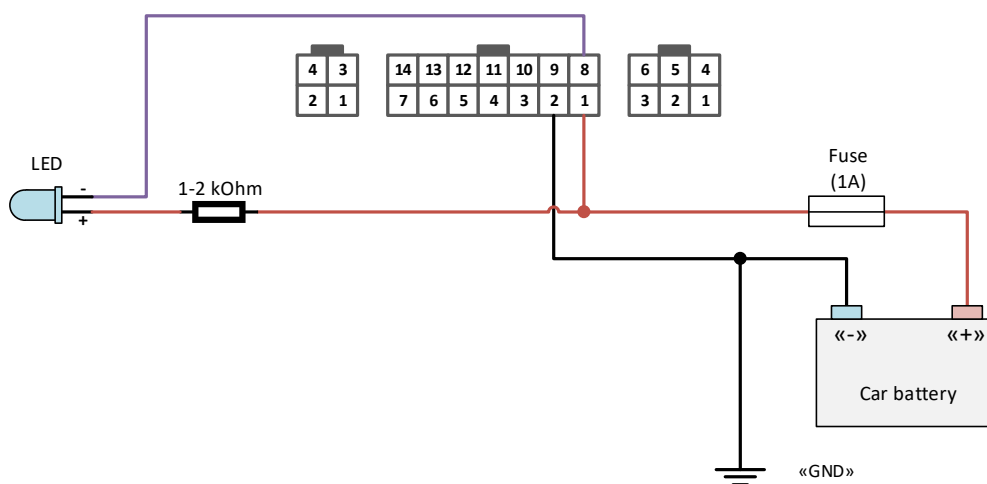 4 3
2 1
14 13 12 11 10 9 8
7 6 5 4 3 2 1
6 5 4
3 2 1
LED
-
+
1-2 kOhm
Fuse
(1A)
«-» «+»
Car battery
«GND»